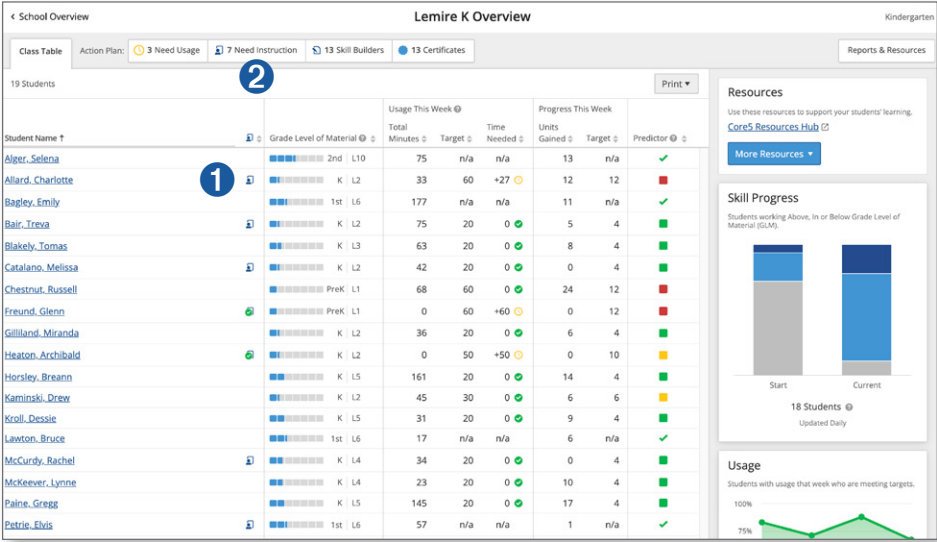 ‹ School Overview
Lemire K Overview
Kindergarten
Class Table
Action Plan:
3 Need Usage
7 Need Instruction
13 Skill Builders
13 Certificates
Reports & Resources
2
19 Students
Print ▾
Usage This Week
Progress This Week
Student Name ↑ Grade Level of Material Total Minutes Target Time Needed Units Gained Target Predictor
Alger, Selena 2nd L10 75 n/a n/a 13 n/a
1
Allard, Charlotte K L2 33 60 +27 12 12
Bagley, Emily 1st L6 177 n/a n/a 11 n/a
Bair, Treva K L2 75 20 0 5 4
Blakely, Tomas K L3 63 20 0 8 4
Catalano, Melissa K L2 42 20 0 0 4
Chestnut, Russell PreK L1 68 60 0 24 12
Freund, Glenn PreK L1 0 60 +60 0 12
Gilliland, Miranda K L2 36 20 0 6 4
Heaton, Archibald K L2 0 50 +50 0 10
Horsley, Breann K L5 161 20 0 14 4
Kaminski, Drew K L2 45 30 0 6 6
Kroll, Dessie K L5 31 20 0 9 4
Lawton, Bruce 1st L6 17 n/a n/a 6 n/a
McCurdy, Rachel K L4 34 20 0 0 4
McKeever, Lynne K L4 23 20 0 10 4
Paine, Gregg K L5 145 20 0 17 4
Petrie, Elvis 1st L6 57 n/a n/a 1 n/a
Resources
Use these resources to support your students' learning.
Core5 Resources Hub
More Resources ▾
Skill Progress
Students working Above, In or Below Grade Level of
Material (GLM).
Start
Current
18 Students
Updated Daily
Usage
Students with usage that week who are meeting targets.
100%
75%